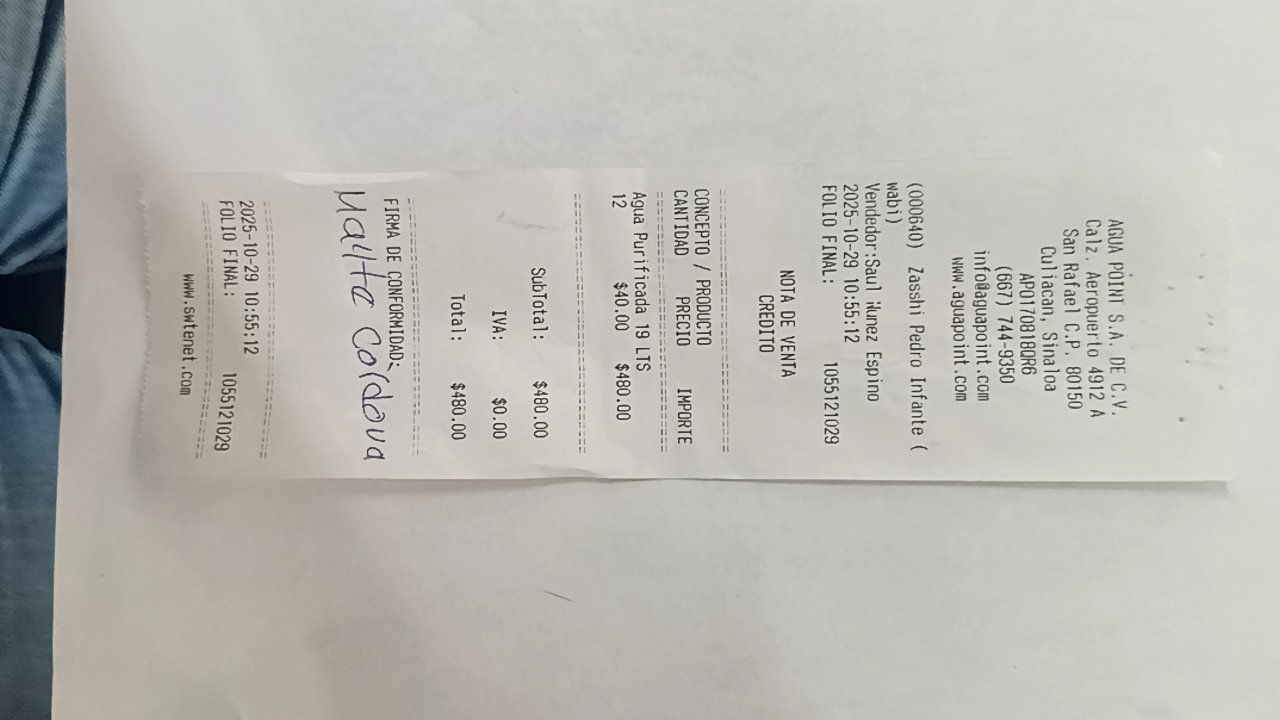 AGUA POINT S.A. DE C.V.
Calz. Aeropuerto 4912 A
San Rafael C.P. 80150
Culiacan, Sinaloa
APO170818QR6
(667) 744-9350
info@aguapoint.com
www.aguapoint.com
((000640) Zasshi Pedro Infante (
wabi)
Vendedor:Saul iKunez Espino
2025-10-29 10:55:12
FOLIO FINAL: 1055121029
NOTA DE VENTA
CREDITO
CONCEPTO / PRODUCTO
CANTIDAD PRECIO IMPORTE
Agua Purificada 19 LTS
12 $40.00 $480.00
SubTotal: $480.00
IVA: $0.00
Total: $480.00
FIRMA DE CONFORMIDAD:
Malta Coldova
2025-10-29 10:55:12
FOLIO FINAL: 1055121029
www.swtenet.com